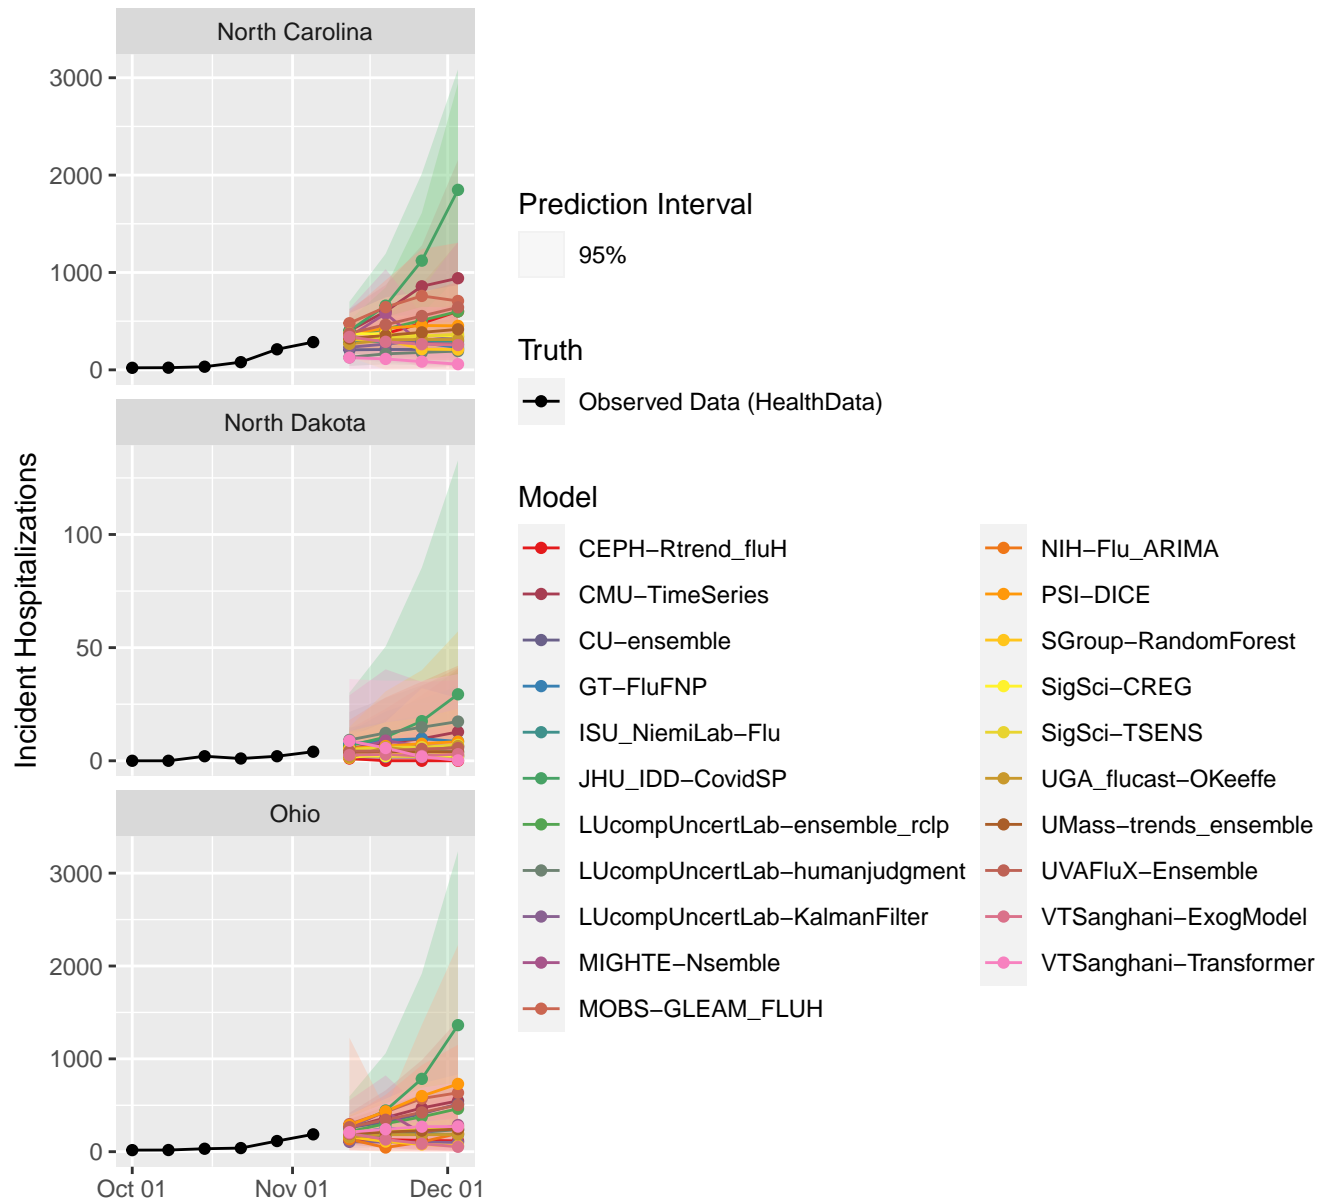 North Carolina
3000
2000
1000
0
North Dakota
100
50
0
Ohio
3000
2000
1000
0
Oct 01 Nov 01 Dec 01
Incident Hospitalizations
Prediction Interval
95%
Truth
Observed Data (HealthData)
Model
CEPH−Rtrend_fluH
CMU−TimeSeries
CU−ensemble
GT−FluFNP
ISU_NiemiLab−Flu
JHU_IDD−CovidSP
LUcompUncertLab−ensemble_rclp
LUcompUncertLab−humanjudgment
LUcompUncertLab−KalmanFilter
MIGHTE−Nsemble
MOBS−GLEAM_FLUH
NIH−Flu_ARIMA
PSI−DICE
SGroup−RandomForest
SigSci−CREG
SigSci−TSENS
UGA_flucast−OKeeffe
UMass−trends_ensemble
UVAFluX−Ensemble
VTSanghani−ExogModel
VTSanghani−Transformer